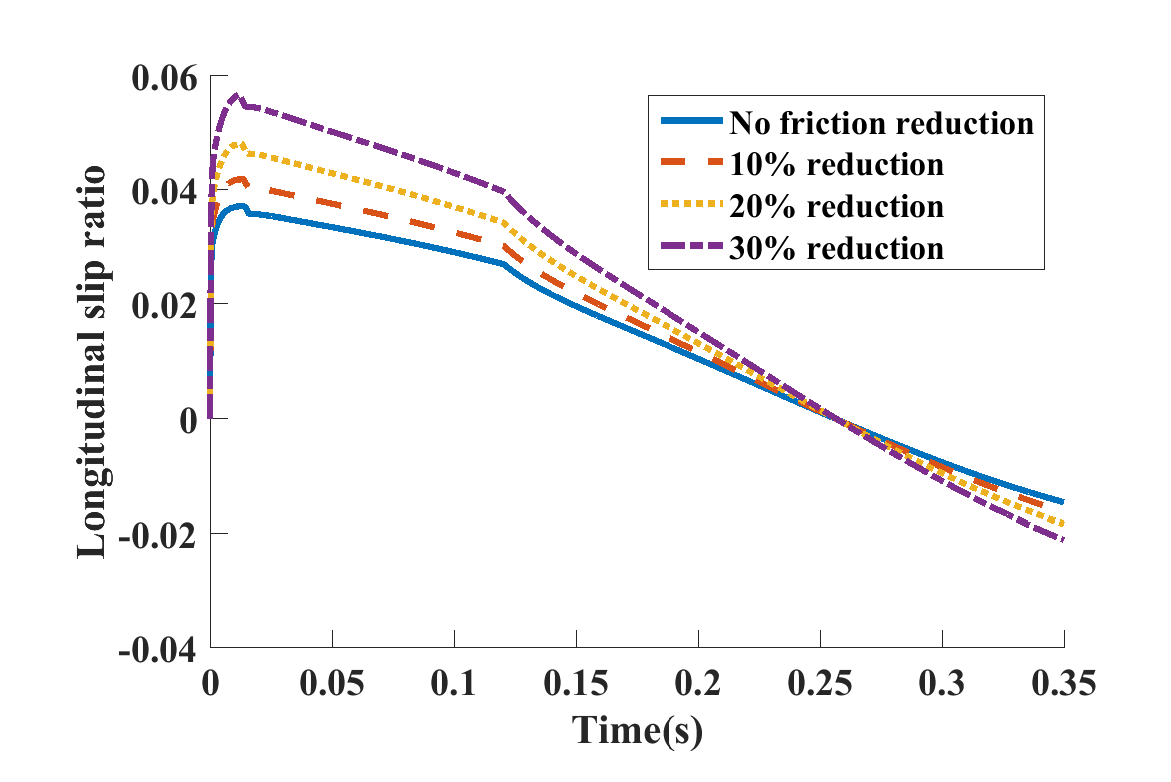 0.06
0.04
0.02
0
-0.02
-0.04
Longitudinal slip ratio
No friction reduction
10% reduction
20% reduction
30% reduction
0 0.05 0.1 0.15 0.2 0.25 0.3 0.35
Time(s)